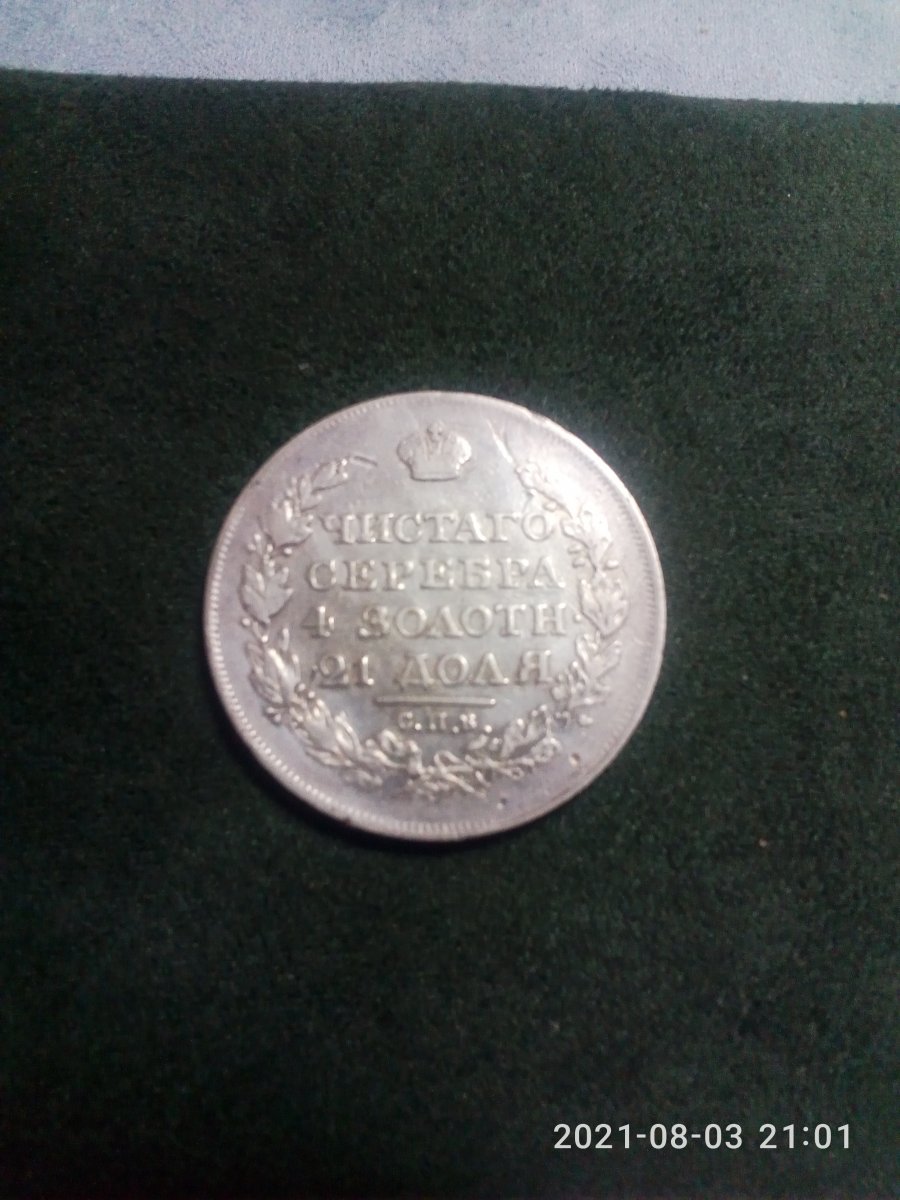 ЧИСТАГО
СЕРЕБРА
4 ЗОЛОТН
21 ДОЛЯ.
С.П.Б.
2021-08-03 21:01